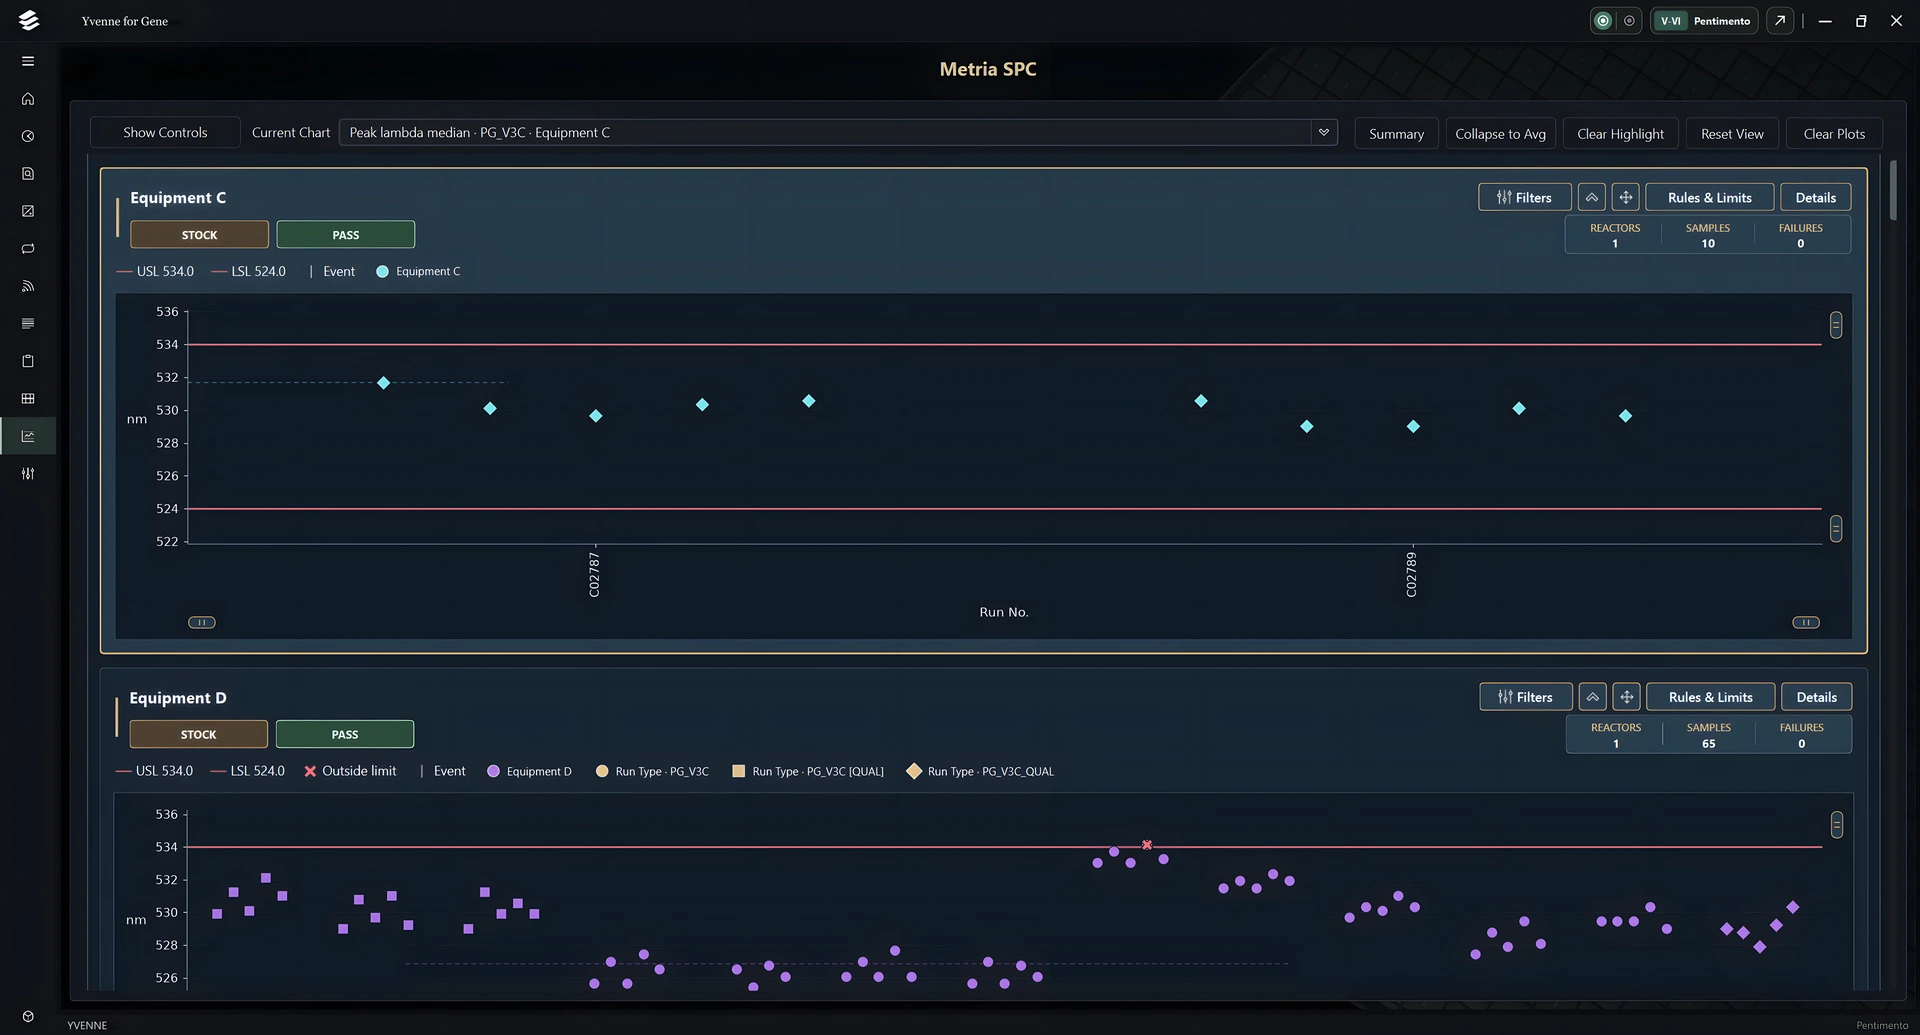 Yvenne for Gene
V-VI Pentimento
Metria SPC
Show Controls Current Chart Peak lambda median · PG_V3C · Equipment C Summary Collapse to Avg Clear Highlight Reset View Clear Plots
Equipment C Filters Rules & Limits Details
STOCK PASS REACTORS SAMPLES FAILURES
1 10 0
USL 534.0 LSL 524.0 | Event Equipment C
536
534
532
530
nm
528
526
524
522
C02787 C02789
Run No.
Equipment D Filters Rules & Limits Details
STOCK PASS REACTORS SAMPLES FAILURES
1 65 0
USL 534.0 LSL 524.0 Outside limit | Event Equipment D Run Type · PG_V3C Run Type · PG_V3C [QUAL] Run Type · PG_V3C_QUAL
536
534
532
530
nm
528
526
YVENNE Pentimento